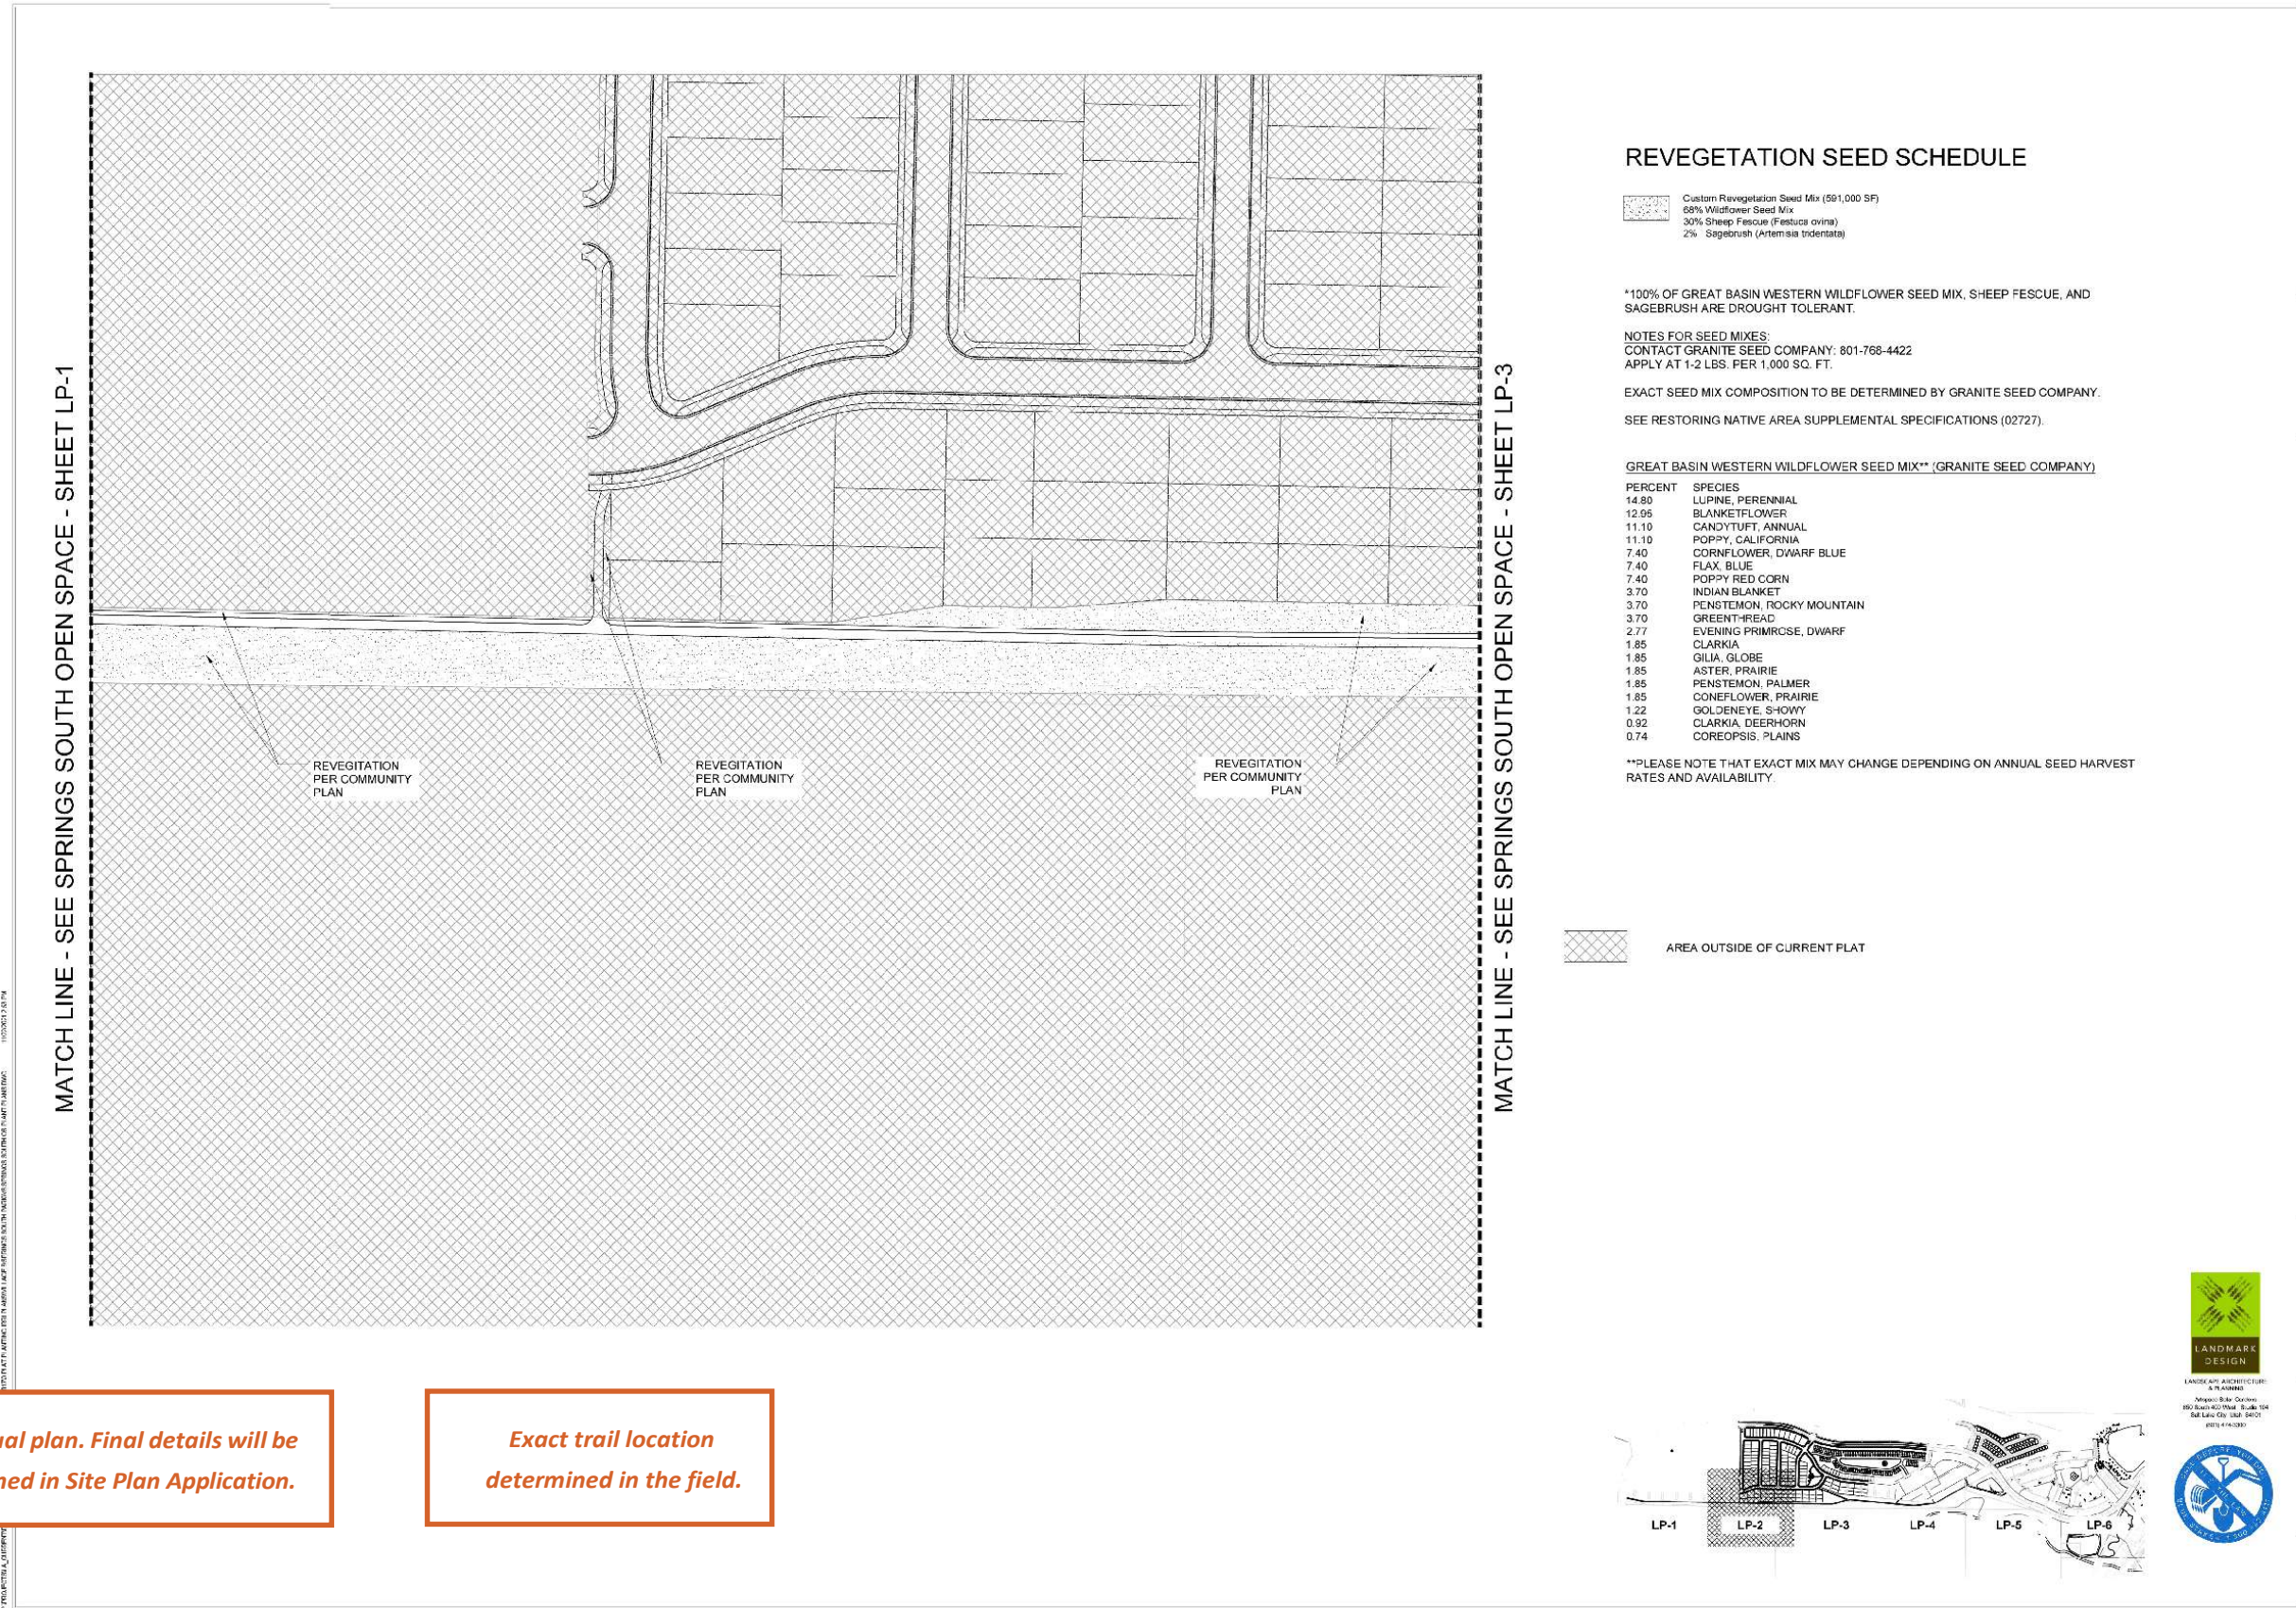 MATCH LINE - SEE SPRINGS SOUTH OPEN SPACE - SHEET LP-1
REVEGITATION
PER COMMUNITY
PLAN
REVEGITATION
PER COMMUNITY
PLAN
REVEGITATION
PER COMMUNITY
PLAN
MATCH LINE - SEE SPRINGS SOUTH OPEN SPACE - SHEET LP-3
REVEGETATION SEED SCHEDULE
Custom Revegetation Seed Mix (591,000 SF)
68% Wildflower Seed Mix
30% Sheep Fescue (Festuca ovina)
2% Sagebrush (Artemisia tridentata)
*100% OF GREAT BASIN WESTERN WILDFLOWER SEED MIX, SHEEP FESCUE, AND
SAGEBRUSH ARE DROUGHT TOLERANT.
NOTES FOR SEED MIXES:
CONTACT GRANITE SEED COMPANY: 801-768-4422
APPLY AT 1-2 LBS. PER 1,000 SQ. FT.
EXACT SEED MIX COMPOSITION TO BE DETERMINED BY GRANITE SEED COMPANY.
SEE RESTORING NATIVE AREA SUPPLEMENTAL SPECIFICATIONS (02727).
GREAT BASIN WESTERN WILDFLOWER SEED MIX** (GRANITE SEED COMPANY)
PERCENT SPECIES
14.80 LUPINE, PERENNIAL
12.95 BLANKETFLOWER
11.10 CANDYTUFT, ANNUAL
11.10 POPPY, CALIFORNIA
7.40 CORNFLOWER, DWARF BLUE
7.40 FLAX, BLUE
7.40 POPPY RED CORN
3.70 INDIAN BLANKET
3.70 PENSTEMON, ROCKY MOUNTAIN
3.70 GREENTHREAD
2.77 EVENING PRIMROSE, DWARF
1.85 CLARKIA
1.85 GILIA, GLOBE
1.85 ASTER, PRAIRIE
1.85 PENSTEMON, PALMER
1.85 CONEFLOWER, PRAIRIE
1.22 GOLDENEYE, SHOWY
0.92 CLARKIA, DEERHORN
0.74 COREOPSIS, PLAINS
**PLEASE NOTE THAT EXACT MIX MAY CHANGE DEPENDING ON ANNUAL SEED HARVEST
RATES AND AVAILABILITY.
AREA OUTSIDE OF CURRENT PLAT
ual plan. Final details will be
ned in Site Plan Application.
Exact trail location
determined in the field.
LP-1 LP-2 LP-3 LP-4 LP-5 LP-6
LANDMARK
DESIGN
LANDSCAPE ARCHITECTURE
& PLANNING